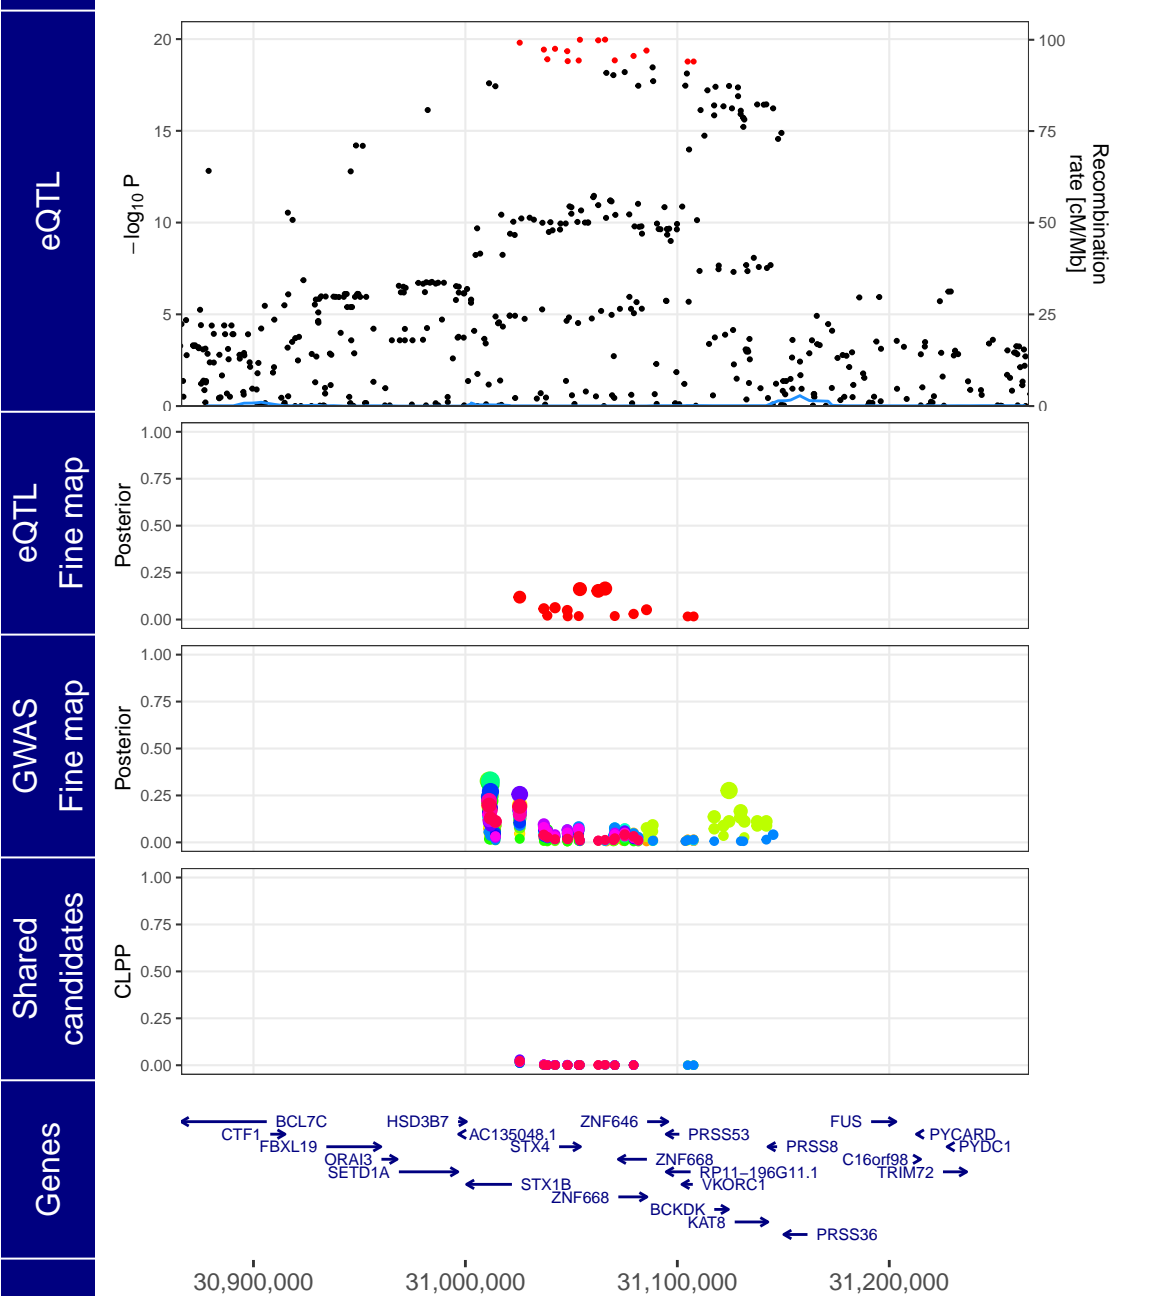 eQTL
− log10 P
20
15
10
5
0
100
75
50
25
0
Recombination
rate [cM/Mb]
eQTL
Fine map
Posterior
1.00
0.75
0.50
0.25
0.00
GWAS
Fine map
Posterior
1.00
0.75
0.50
0.25
0.00
Shared
candidates
CLPP
1.00
0.75
0.50
0.25
0.00
Genes
BCL7C HSD3B7 ZNF646 FUS
CTF1 AC135048.1 PRSS53 PYCARD
FBXL19 STX4 PRSS8 PYDC1
ORAI3 ZNF668 C16orf98
SETD1A RP11−196G11.1 TRIM72
STX1B VKORC1
ZNF668
BCKDK
KAT8
PRSS36
30,900,000 31,000,000 31,100,000 31,200,000